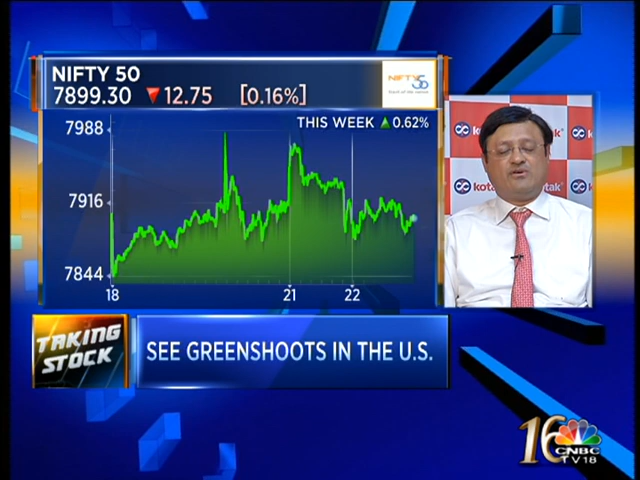 NIFTY 50
7899.30 ▼12.75 [0.16%]
NIFTY
50
THIS WEEK ▲0.62%
7988
7916
7844
18 21 22
kotak
kotak
kotak
TAKING
STOCK
SEE GREENSHOOTS IN THE U.S.
16
CNBC
TV18